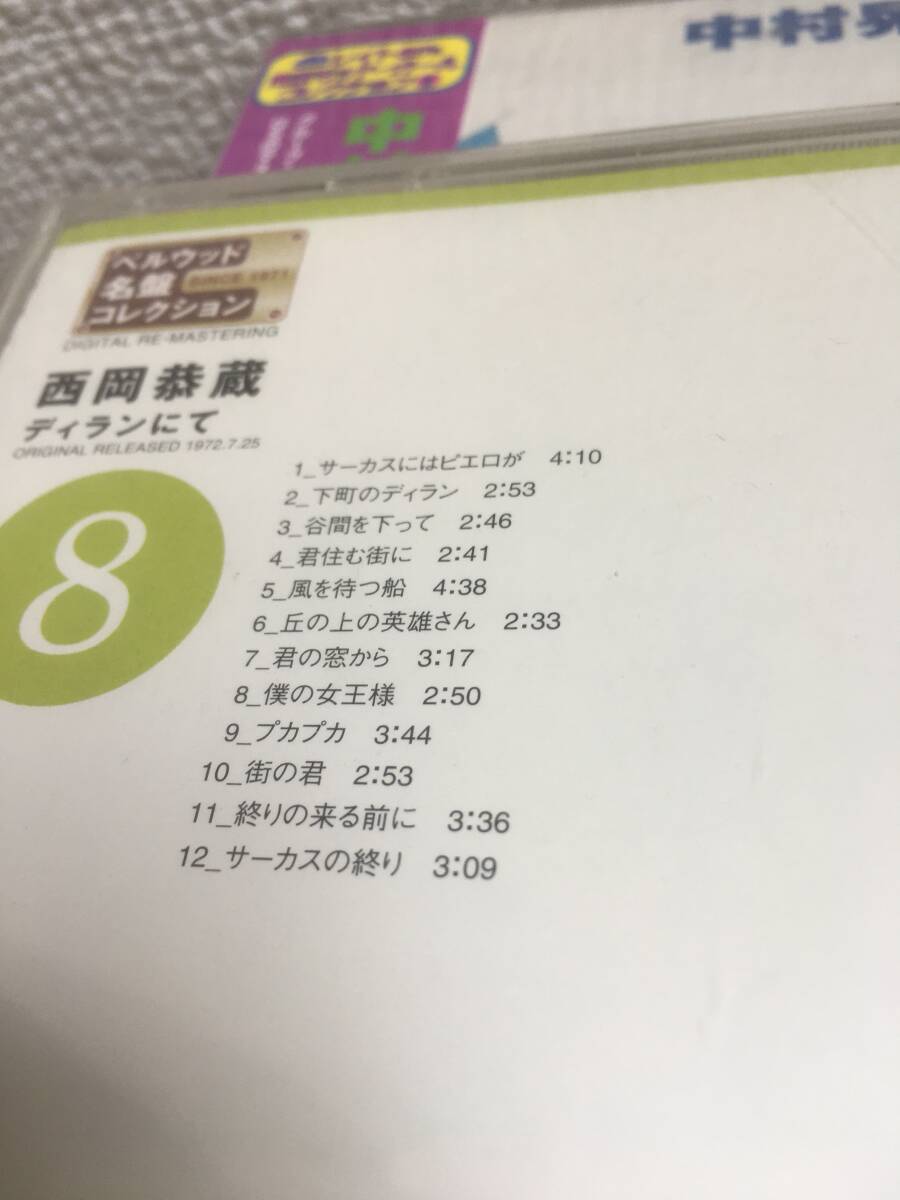 中村晃
中
ベルウッド
名盤
SINCE 1971
コレクション
DIGITAL RE-MASTERING
西岡恭蔵
ディランにて
ORIGINAL RELEASED 1972.7.25
8
1_サーカスにはピエロが 4:10
2_下町のディラン 2:53
3_谷間を下って 2:46
4_君住む街に 2:41
5_風を待つ船 4:38
6_丘の上の英雄さん 2:33
7_君の窓から 3:17
8_僕の女王様 2:50
9_プカプカ 3:44
10_街の君 2:53
11_終りの来る前に 3:36
12_サーカスの終り 3:09